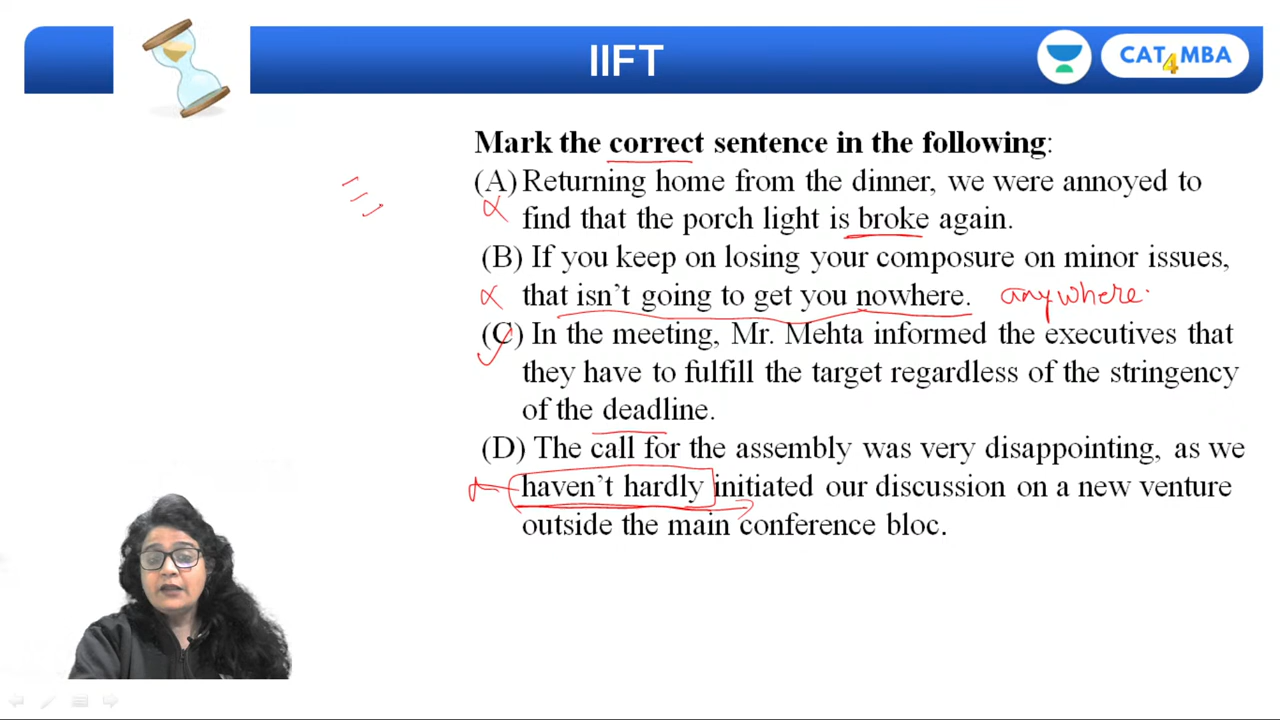 IIFT
CAT4MBA
Mark the correct sentence in the following:
(A) Returning home from the dinner, we were annoyed to
find that the porch light is broke again.
(B) If you keep on losing your composure on minor issues,
that isn't going to get you nowhere. anywhere.
(C) In the meeting, Mr. Mehta informed the executives that
they have to fulfill the target regardless of the stringency
of the deadline.
(D) The call for the assembly was very disappointing, as we
haven't hardly initiated our discussion on a new venture
outside the main conference bloc.